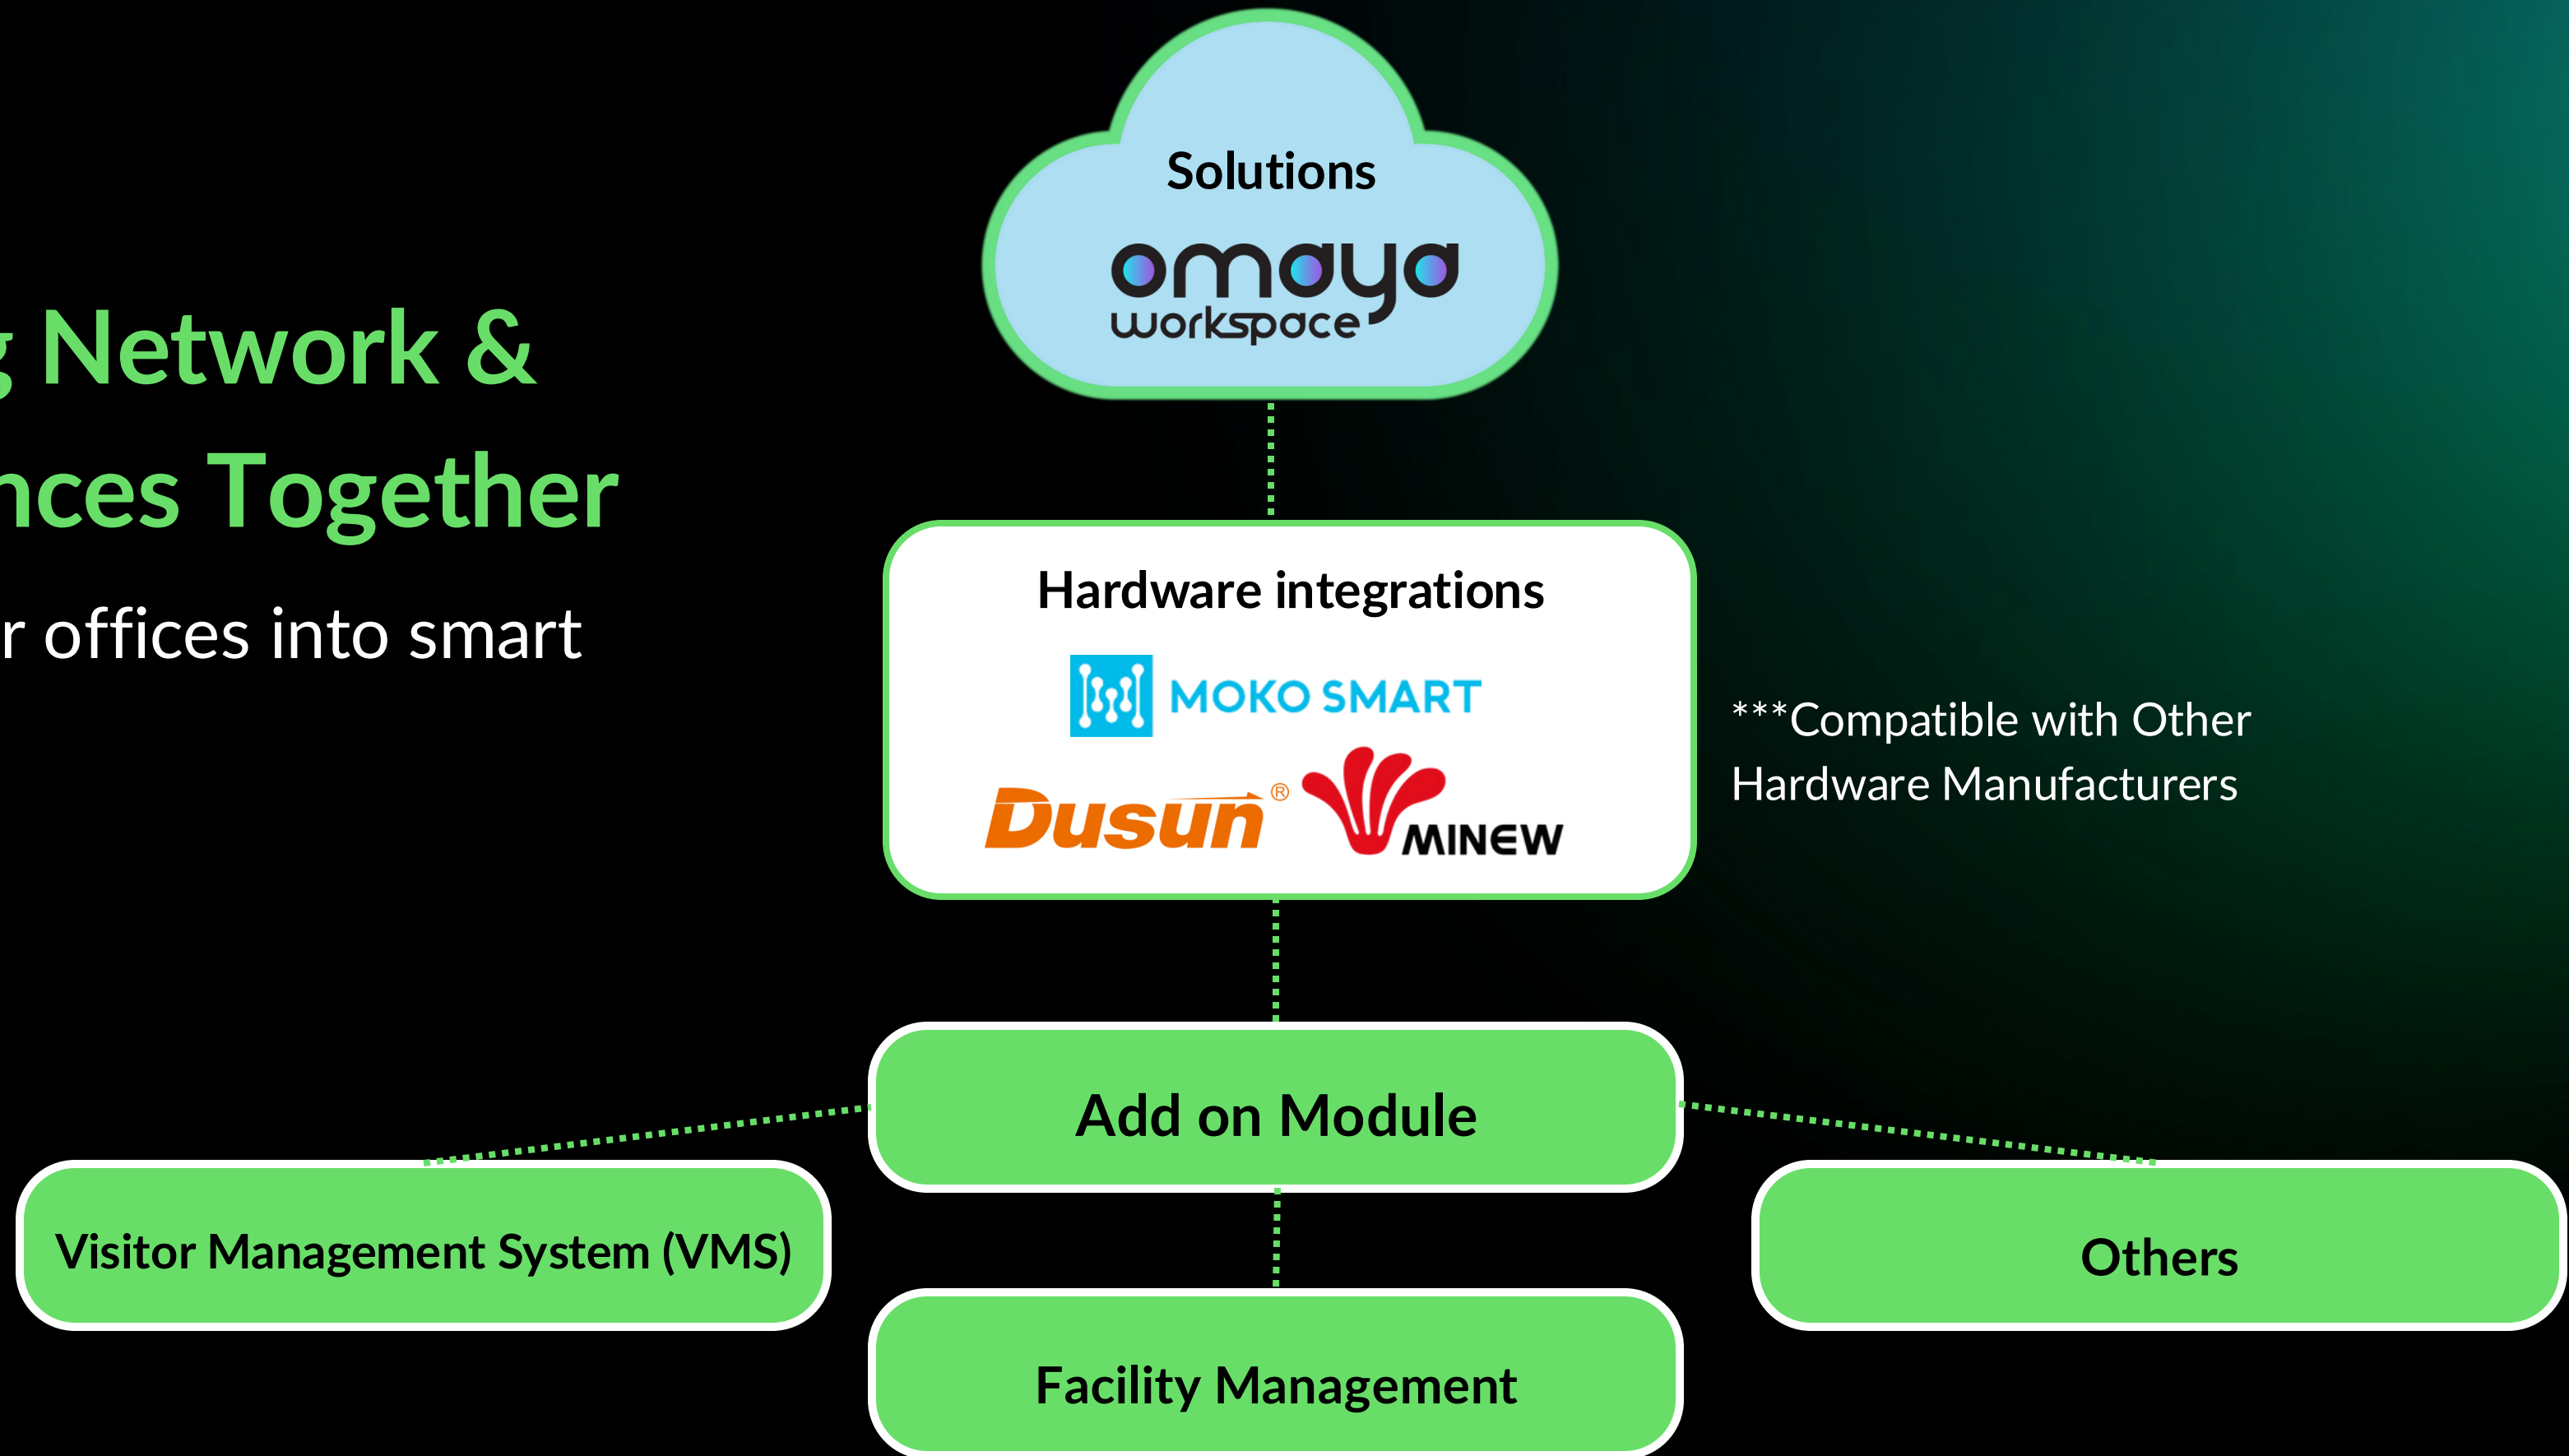 Network &
Together
offices into smart
Solutions
omaya
workspace
Hardware integrations
MOKO SMART
Dusun®
MINEW
***Compatible with Other
Hardware Manufacturers
Add on Module
Visitor Management System (VMS)
Others
Facility Management